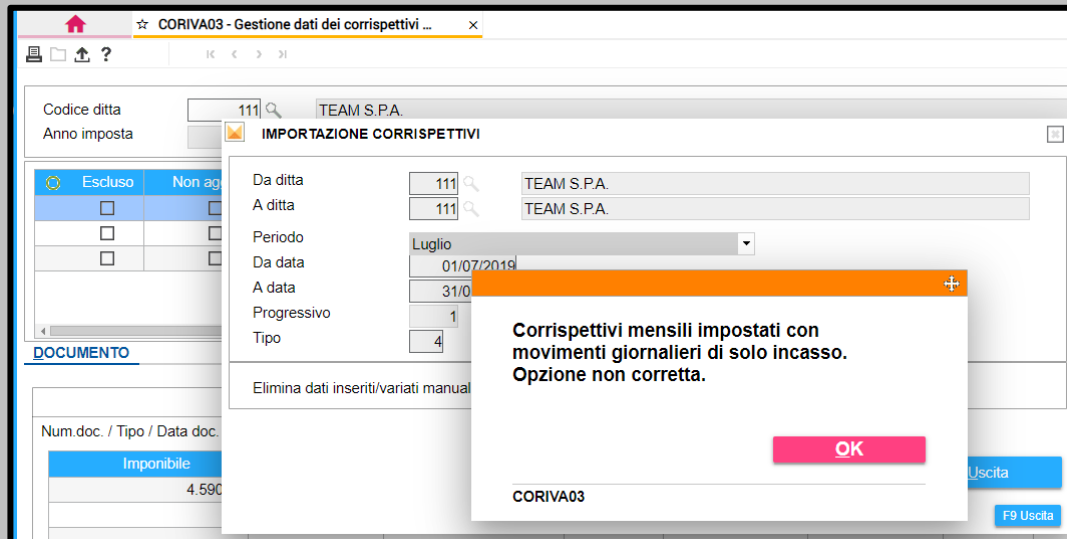 CORIVA03 - Gestione dati dei corrispettivi ...
Codice ditta 111 TEAM S.P.A.
Anno imposta
IMPORTAZIONE CORRISPETTIVI
Escluso Non agg
Da ditta 111 TEAM S.P.A.
A ditta 111 TEAM S.P.A.
Periodo Luglio
Da data 01/07/2019
A data 31/0
Progressivo 1
Tipo 4
Elimina dati inseriti/variati manual
Corrispettivi mensili impostati con
movimenti giornalieri di solo incasso.
Opzione non corretta.
OK
CORIVA03
DOCUMENTO
Num.doc. / Tipo / Data doc.
Imponibile
4.590
Uscita
F9 Uscita